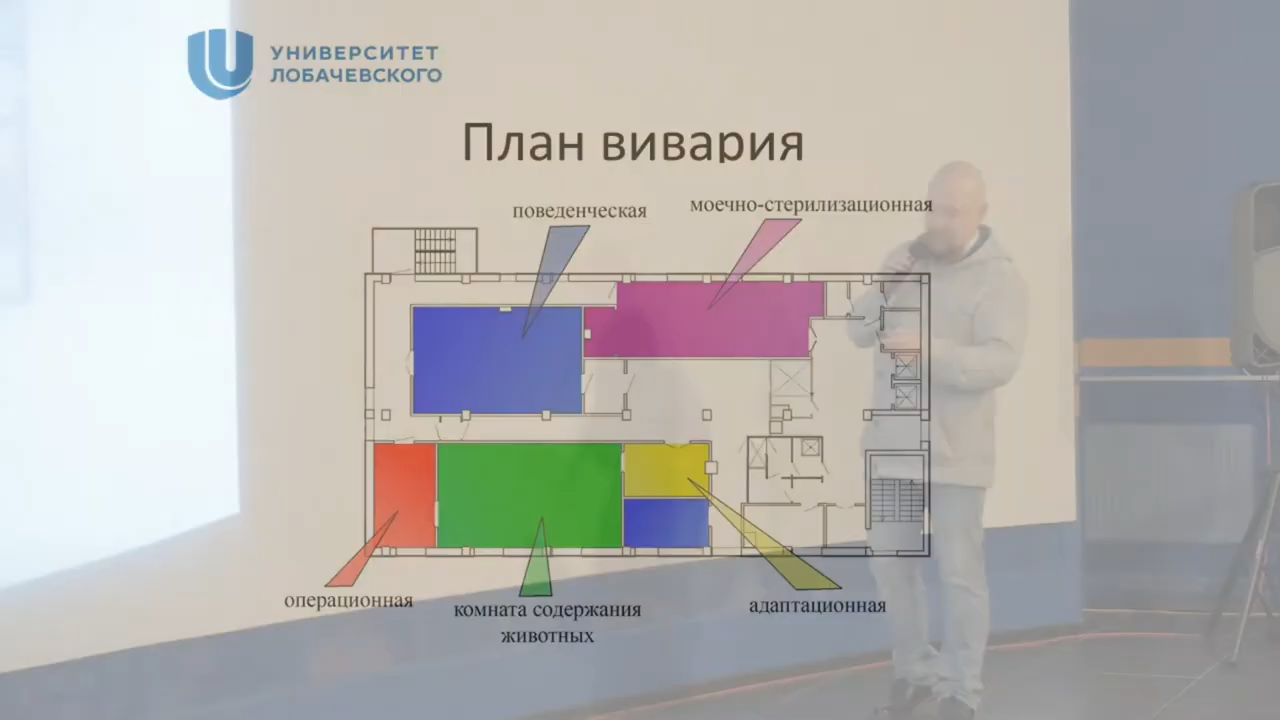 УНИВЕРСИТЕТ
ЛОБАЧЕВСКОГО
План вивария
поведенческая
моечно-стерилизационная
операционная
комната содержания
животных
адаптационная